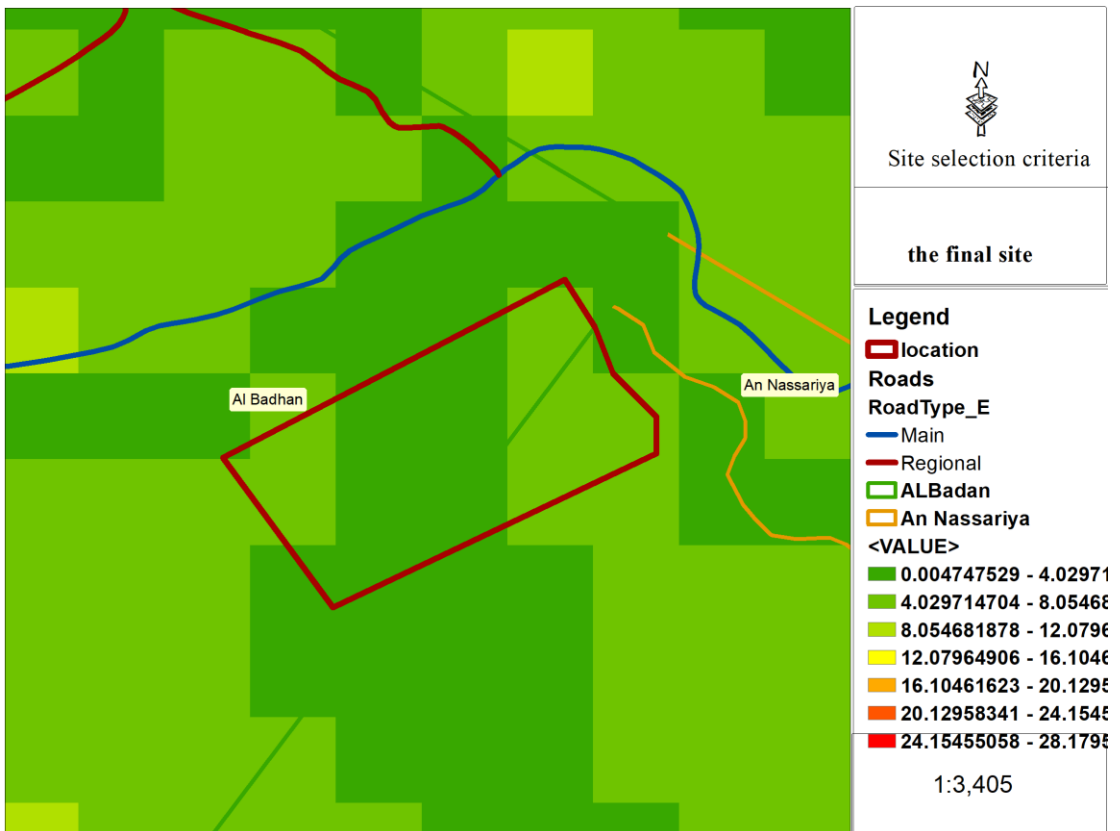 Al Badhan
An Nassariya
N
Site selection criteria
the final site
Legend
location
Roads
RoadType_E
Main
Regional
ALBadan
An Nassariya
<VALUE>
0.004747529 - 4.02971
4.029714704 - 8.05468
8.054681878 - 12.0796
12.07964906 - 16.1046
16.10461623 - 20.1295
20.12958341 - 24.1545
24.15455058 - 28.1795
1:3,405